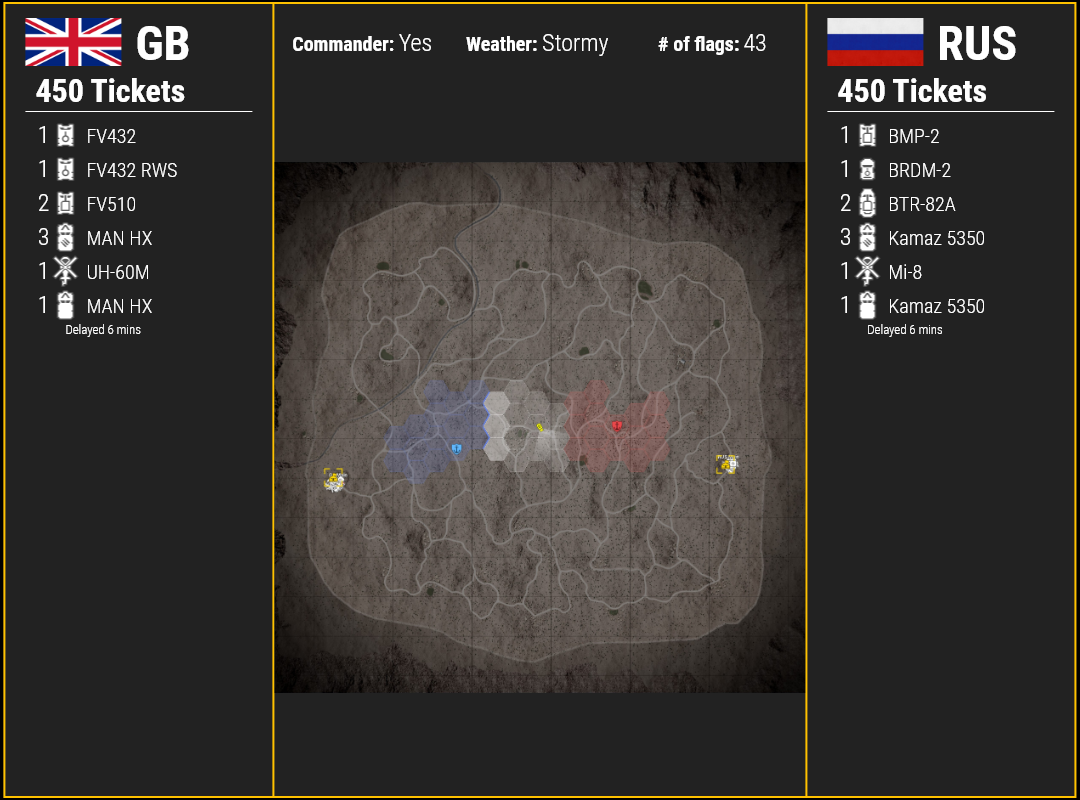 GB
450 Tickets
1 FV432
1 FV432 RWS
2 FV510
3 MAN HX
1 UH-60M
1 MAN HX
Delayed 6 mins
Commander: Yes Weather: Stormy # of flags: 43
RUS
450 Tickets
1 BMP-2
1 BRDM-2
2 BTR-82A
3 Kamaz 5350
1 Mi-8
1 Kamaz 5350
Delayed 6 mins